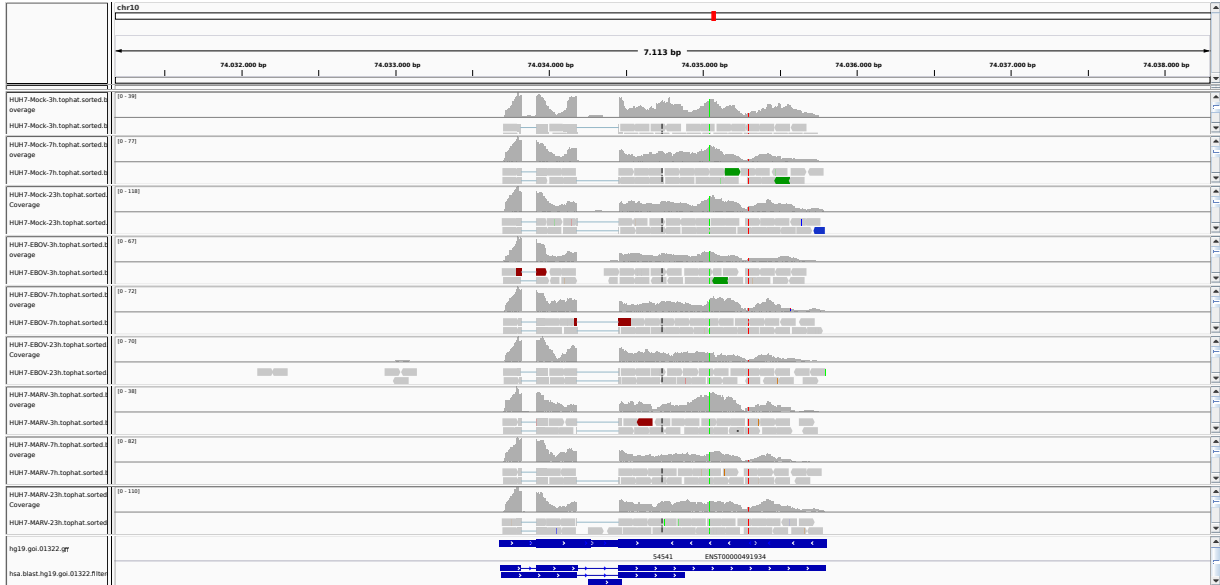 chr10
7.113 bp
74.032.000 bp 74.033.000 bp 74.034.000 bp 74.035.000 bp 74.036.000 bp 74.037.000 bp 74.038.000 bp
HUH7-Mock-3h.tophat.sorted.b
overage
[0 - 39]
HUH7-Mock-3h.tophat.sorted.b
HUH7-Mock-7h.tophat.sorted.b
overage
[0 - 77]
HUH7-Mock-7h.tophat.sorted.b
HUH7-Mock-23h.tophat.sorted.
Coverage
[0 - 118]
HUH7-Mock-23h.tophat.sorted.
HUH7-EBOV-3h.tophat.sorted.b
overage
[0 - 67]
HUH7-EBOV-3h.tophat.sorted.b
HUH7-EBOV-7h.tophat.sorted.b
overage
[0 - 72]
HUH7-EBOV-7h.tophat.sorted.b
HUH7-EBOV-23h.tophat.sorted
Coverage
[0 - 70]
HUH7-EBOV-23h.tophat.sorted
HUH7-MARV-3h.tophat.sorted.b
overage
[0 - 38]
HUH7-MARV-3h.tophat.sorted.b
HUH7-MARV-7h.tophat.sorted.b
overage
[0 - 82]
HUH7-MARV-7h.tophat.sorted.b
HUH7-MARV-23h.tophat.sorted
Coverage
[0 - 110]
HUH7-MARV-23h.tophat.sorted
hg19.goi.01322.gff
54541 ENST00000491934
hsa.blast.hg19.goi.01322.filter